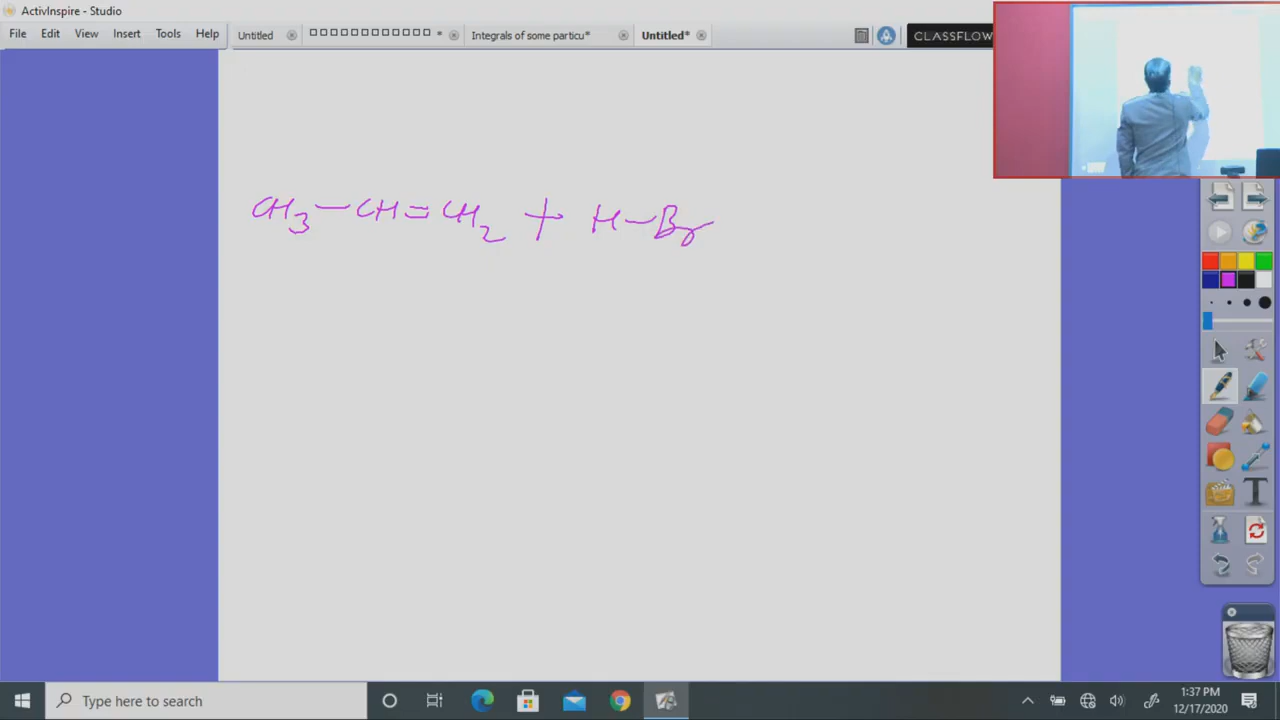 ActivInspire - Studio
File Edit View Insert Tools Help
Untitled □□□□□□□□□□□□ * Integrals of some particu* Untitled* CLASSFLOW
CH3-CH=CH2 + H-Br
T
Type here to search
1:37 PM
12/17/2020